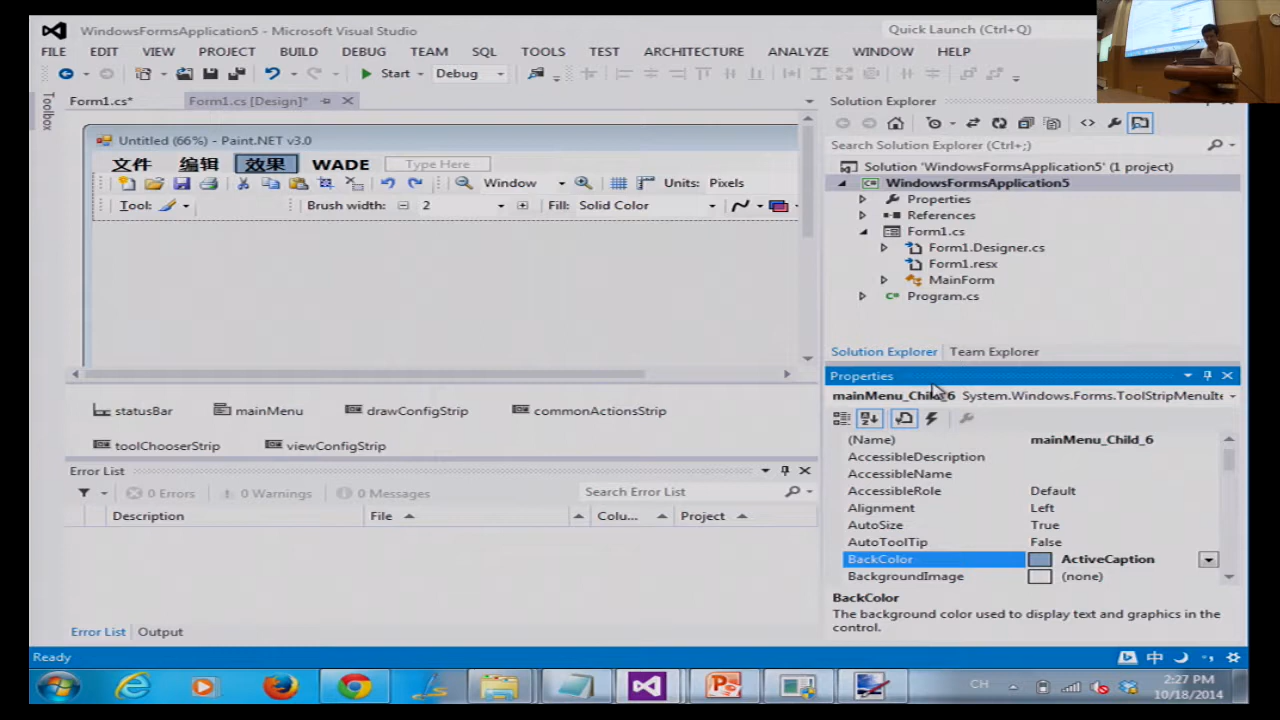 WindowsFormsApplication5 - Microsoft Visual Studio
Quick Launch (Ctrl+Q)
FILE EDIT VIEW PROJECT BUILD DEBUG TEAM SQL TOOLS TEST ARCHITECTURE ANALYZE WINDOW HELP
Start Debug
Toolbox
Form1.cs* Form1.cs [Design]*
Untitled (66%) - Paint.NET v3.0
文件 编辑 效果 WADE Type Here
Window Units: Pixels
Tool: Brush width: 2 Fill: Solid Color
statusBar mainMenu drawConfigStrip commonActionsStrip
toolChooserStrip viewConfigStrip
Error List
0 Errors 0 Warnings 0 Messages Search Error List
Description File Colu... Project
Error List Output
Solution Explorer
Search Solution Explorer (Ctrl+;)
Solution 'WindowsFormsApplication5' (1 project)
WindowsFormsApplication5
Properties
References
Form1.cs
Form1.Designer.cs
Form1.resx
MainForm
Program.cs
Solution Explorer Team Explorer
Properties
mainMenu_Child_6 System.Windows.Forms.ToolStripMenuIte
(Name) mainMenu_Child_6
AccessibleDescription
AccessibleName
AccessibleRole Default
Alignment Left
AutoSize True
AutoToolTip False
BackColor ActiveCaption
BackgroundImage (none)
BackColor
The background color used to display text and graphics in the
control.
Ready
中
CH
2:27 PM
10/18/2014